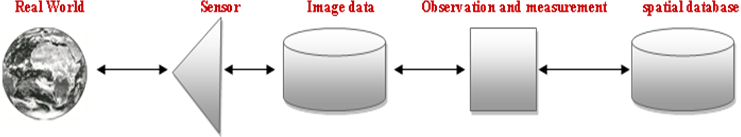 Real World
Sensor
Image data
Observation and measurement
spatial database